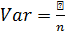 Var = ⍰/n